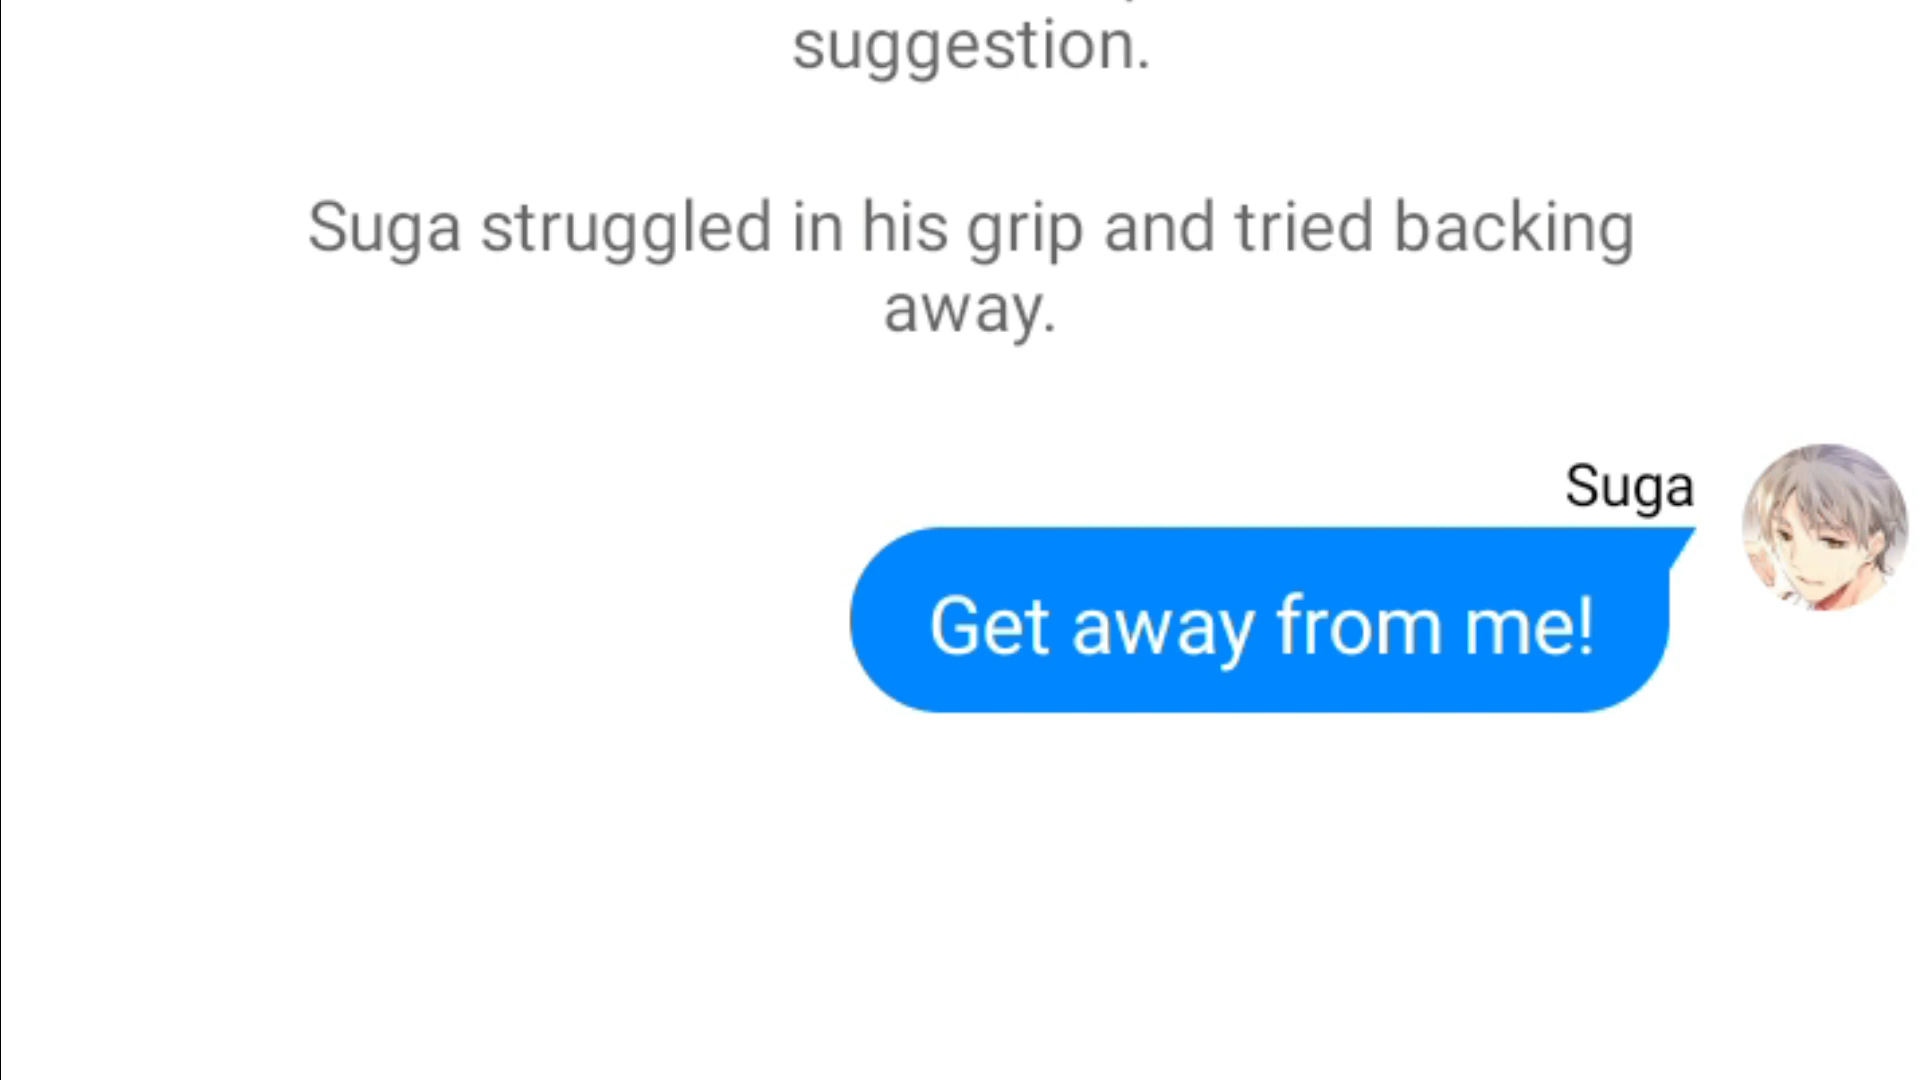 suggestion.
Suga struggled in his grip and tried backing
away.
Suga
Get away from me!